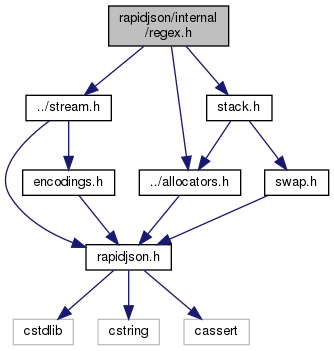 rapidjson/internal
/regex.h
../stream.h
stack.h
encodings.h
../allocators.h
swap.h
rapidjson.h
cstdlib
cstring
cassert